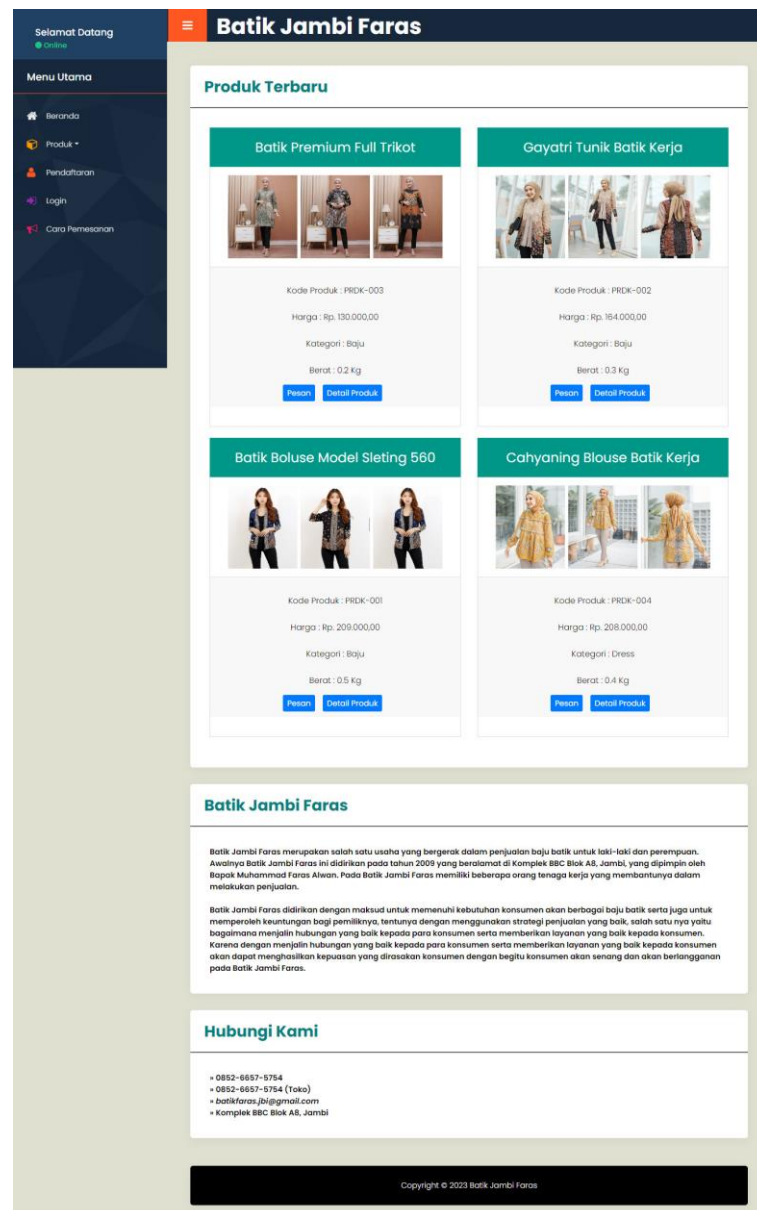 Selamat Datang
Online
Menu Utama
Beranda
Produk
Pendaftaran
Login
Cara Pemesanan
Batik Jambi Faras
Produk Terbaru
Batik Premium Full Trikot
Kode Produk : PRDK-003
Harga : Rp. 130.000,00
Kategori : Baju
Berat : 0.2 Kg
Pesan Detail Produk
Gayatri Tunik Batik Kerja
Kode Produk : PRDK-002
Harga : Rp. 164.000,00
Kategori : Baju
Berat : 0.3 Kg
Pesan Detail Produk
Batik Boluse Model Sleting 560
Kode Produk : PRDK-001
Harga : Rp. 209.000,00
Kategori : Baju
Berat : 0.5 Kg
Pesan Detail Produk
Cahyaning Blouse Batik Kerja
Kode Produk : PRDK-004
Harga : Rp. 208.000,00
Kategori : Dress
Berat : 0.4 Kg
Pesan Detail Produk
Batik Jambi Faras
Batik Jambi Faras merupakan salah satu usaha yang bergerak dalam penjualan baju batik untuk laki-laki dan perempuan.
Awalnya Batik Jambi Faras ini didirikan pada tahun 2009 yang beralamat di Komplek BBC Blok A8, Jambi, yang dipimpin oleh
Bapak Muhammad Faras Alwan. Pada Batik Jambi Faras memiliki beberapa orang tenaga kerja yang membantunya dalam
melakukan penjualan.
Batik Jambi Faras didirikan dengan maksud untuk memenuhi kebutuhan konsumen akan berbagai baju batik serta juga untuk
memperoleh keuntungan bagi pemiliknya, tentunya dengan menggunakan strategi penjualan yang baik, salah satu nya yaitu
bagaimana menjalin hubungan yang baik kepada para konsumen serta memberikan layanan yang baik kepada konsumen.
Karena dengan menjalin hubungan yang baik kepada para konsumen serta memberikan layanan yang baik kepada konsumen
akan dapat menghasilkan kepuasan yang dirasakan konsumen dengan begitu konsumen akan senang dan akan berlangganan
pada Batik Jambi Faras.
Hubungi Kami
» 0852-6657-5754
» 0852-6657-5754 (Toko)
» batikfaras.jbi@gmail.com
» Komplek BBC Blok A8, Jambi
Copyright © 2023 Batik Jambi Faras